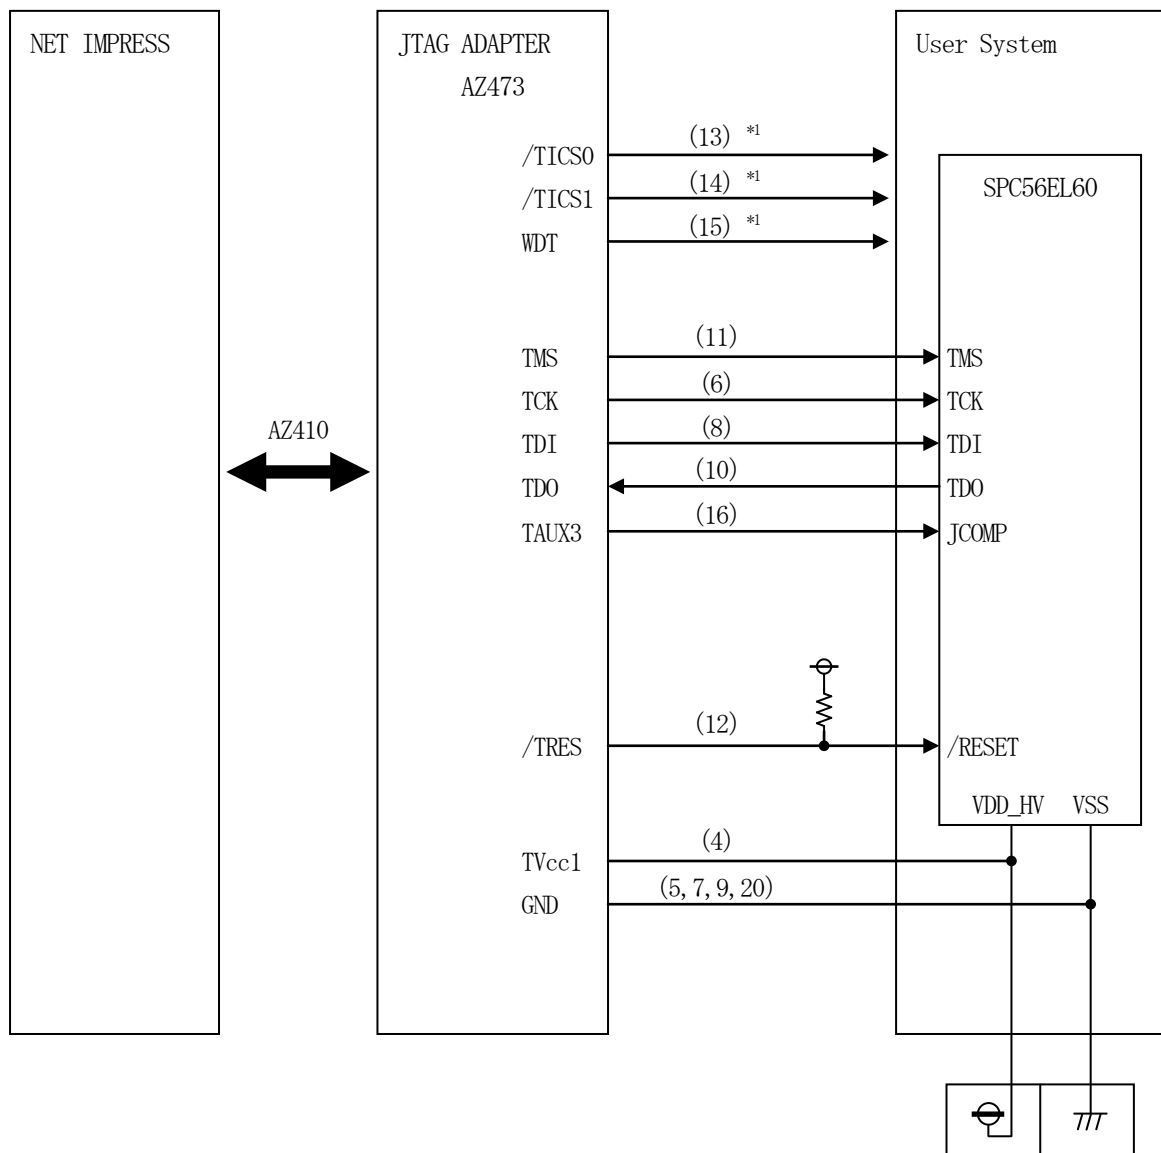 NET IMPRESS
JTAG ADAPTER
AZ473
User System
/TICS0
(13) *1
SPC56EL60
/TICS1
(14) *1
WDT
(15) *1
TMS
(11)
TMS
TCK
(6)
TCK
AZ410
TDI
(8)
TDI
TDO
(10)
TDO
TAUX3
(16)
JCOMP
/TRES
(12)
/RESET
VDD_HV VSS
TVcc1
(4)
GND
(5,7,9,20)